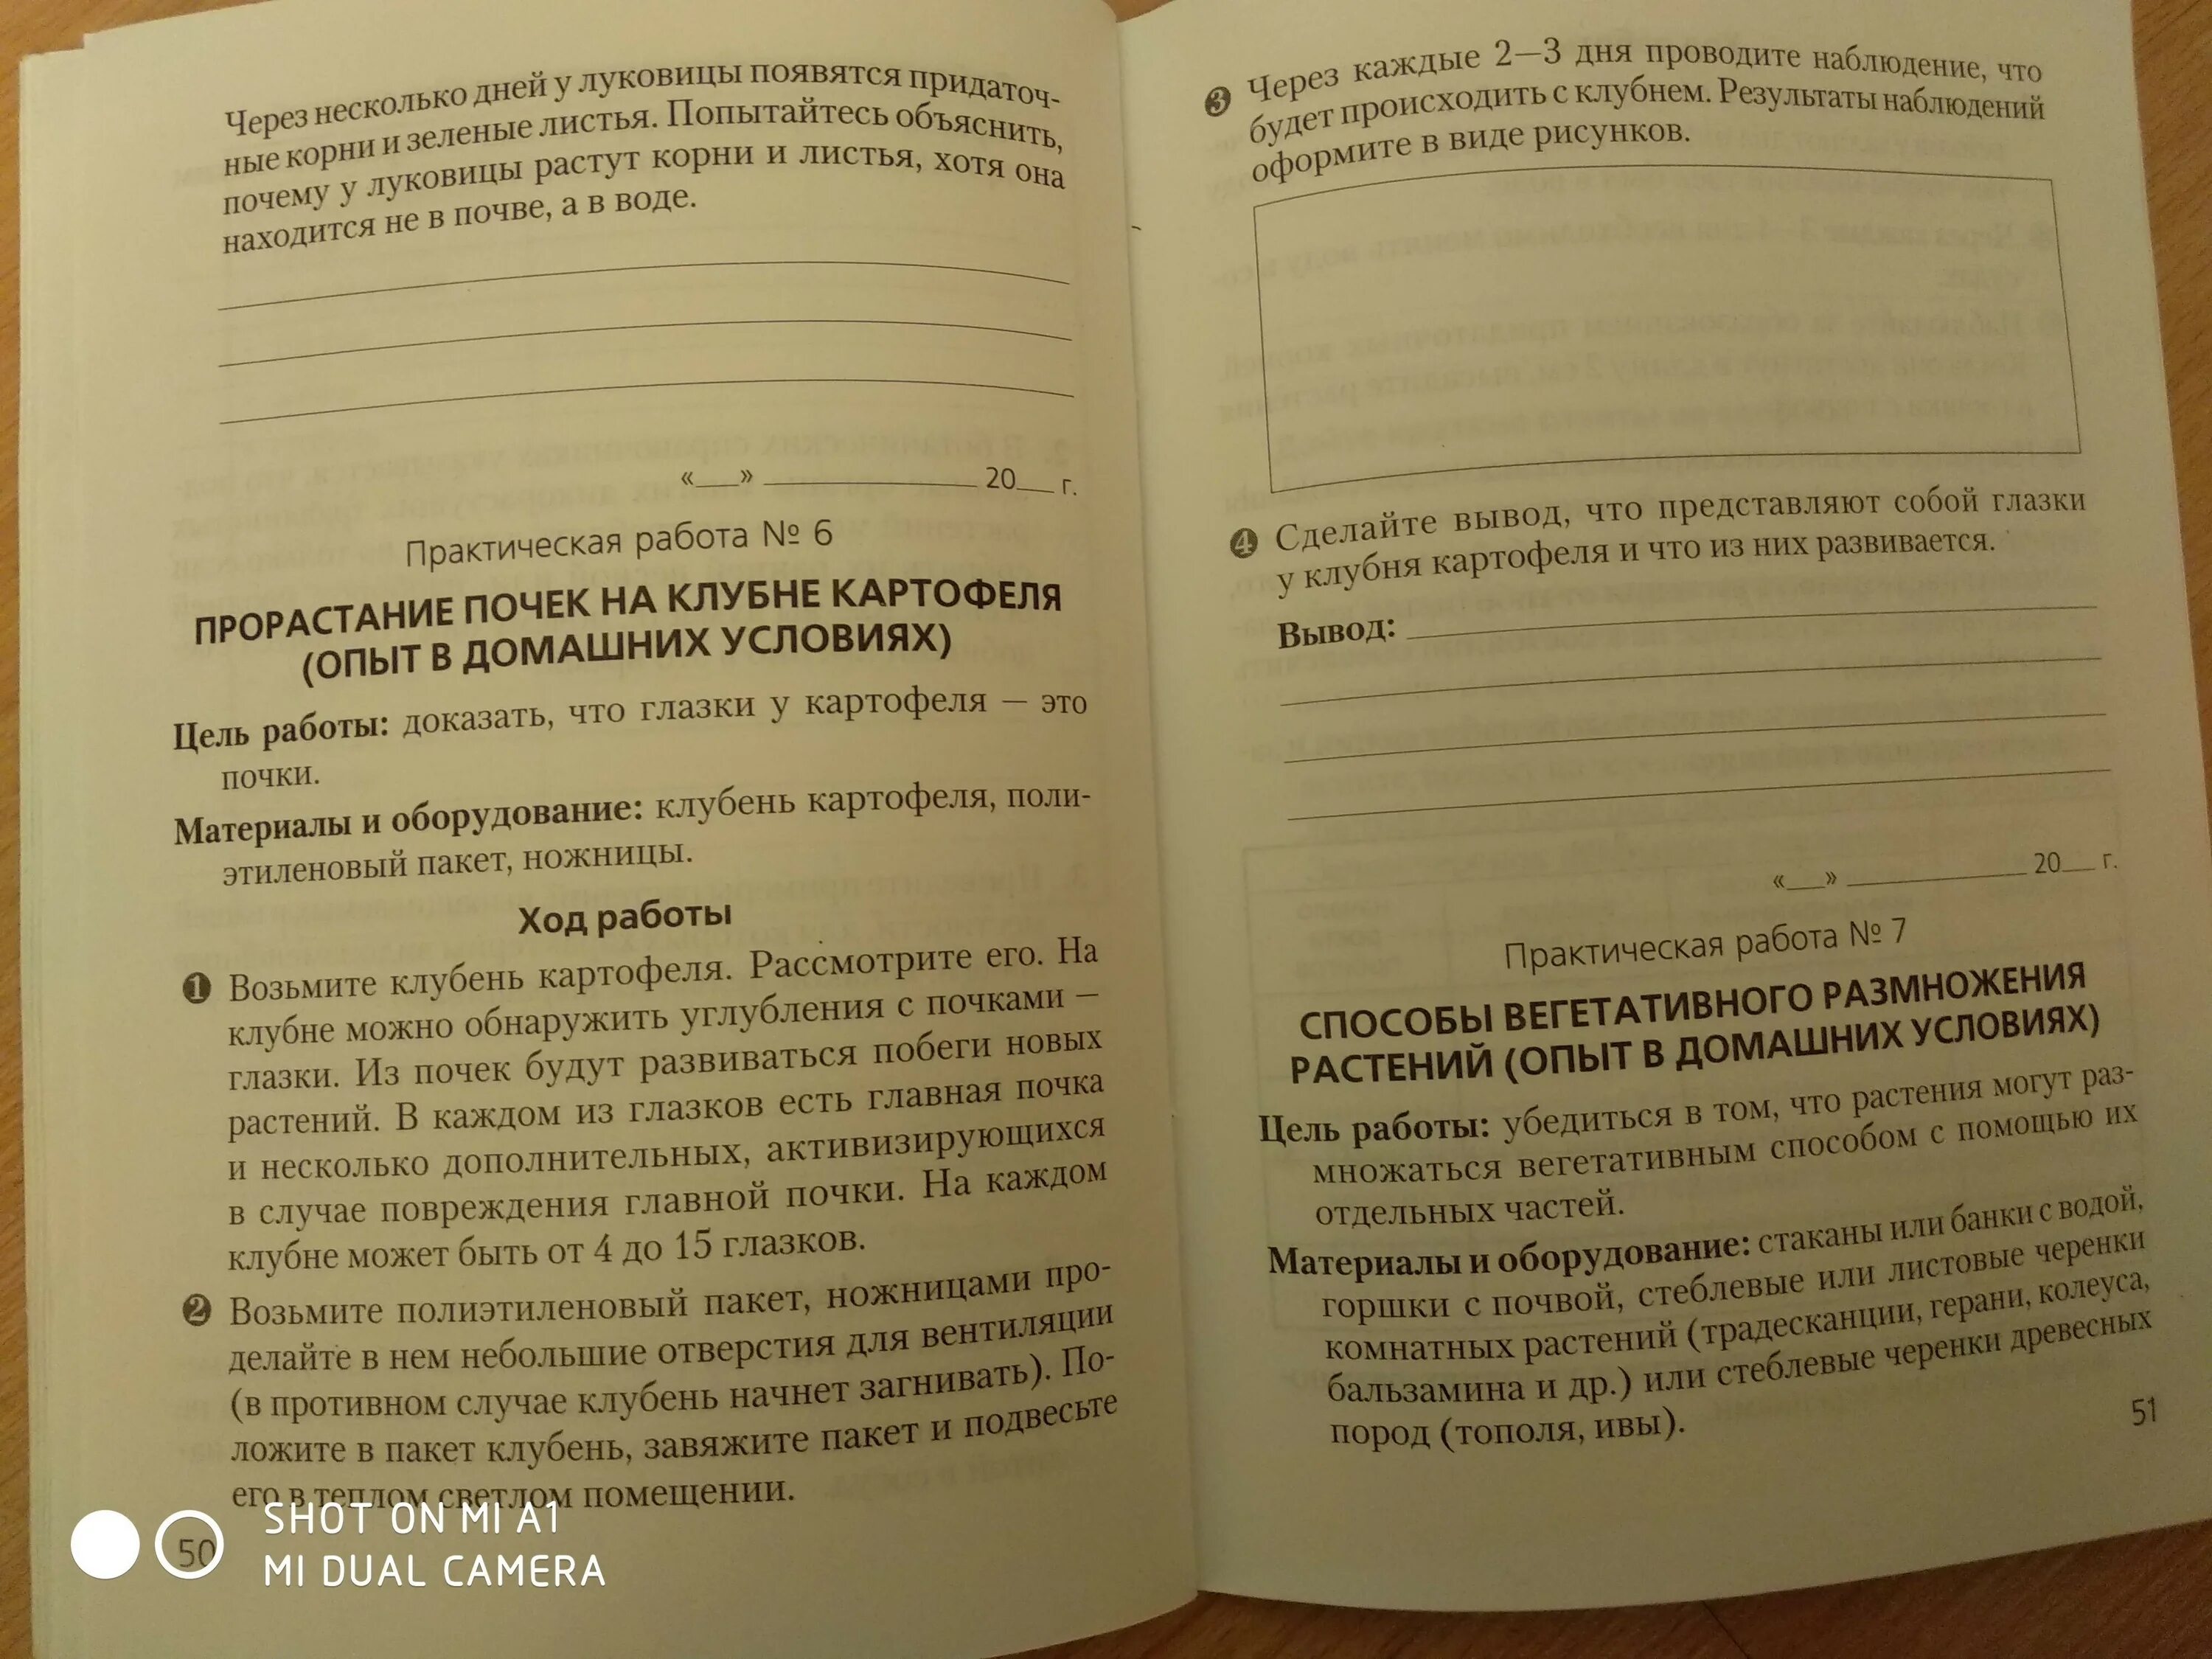 Через несколько дней у луковицы появятся придаточ-
ные корни и зеленые листья. Попытайтесь объяснить,
почему у луковицы растут корни и листья, хотя она
находится не в почве, а в воде.
«___» ______________ 20___ г.
Практическая работа № 6
ПРОРАСТАНИЕ ПОЧЕК НА КЛУБНЕ КАРТОФЕЛЯ
(ОПЫТ В ДОМАШНИХ УСЛОВИЯХ)
Цель работы: доказать, что глазки у картофеля — это
почки.
Материалы и оборудование: клубень картофеля, поли-
этиленовый пакет, ножницы.
Ход работы
1 Возьмите клубень картофеля. Рассмотрите его. На
клубне можно обнаружить углубления с почками —
глазки. Из почек будут развиваться побеги новых
растений. В каждом из глазков есть главная почка
и несколько дополнительных, активизирующихся
в случае повреждения главной почки. На каждом
клубне может быть от 4 до 15 глазков.
2 Возьмите полиэтиленовый пакет, ножницами про-
делайте в нем небольшие отверстия для вентиляции
(в противном случае клубень начнет загнивать). По-
ложите в пакет клубень, завяжите пакет и подвесьте
его в теплом светлом помещении.
50
SHOT ON MI A1
MI DUAL CAMERA
3 Через каждые 2—3 дня проводите наблюдение, что
будет происходить с клубнем. Результаты наблюдений
оформите в виде рисунков.
4 Сделайте вывод, что представляют собой глазки
у клубня картофеля и что из них развивается.
Вывод:
«___» ______________ 20___ г.
Практическая работа № 7
СПОСОБЫ ВЕГЕТАТИВНОГО РАЗМНОЖЕНИЯ
РАСТЕНИЙ (ОПЫТ В ДОМАШНИХ УСЛОВИЯХ)
Цель работы: убедиться в том, что растения могут раз-
множаться вегетативным способом с помощью их
отдельных частей.
Материалы и оборудование: стаканы или банки с водой,
горшки с почвой, стеблевые или листовые черенки
комнатных растений (традесканции, герани, колеуса,
бальзамина и др.) или стеблевые черенки древесных
пород (тополя, ивы).
51